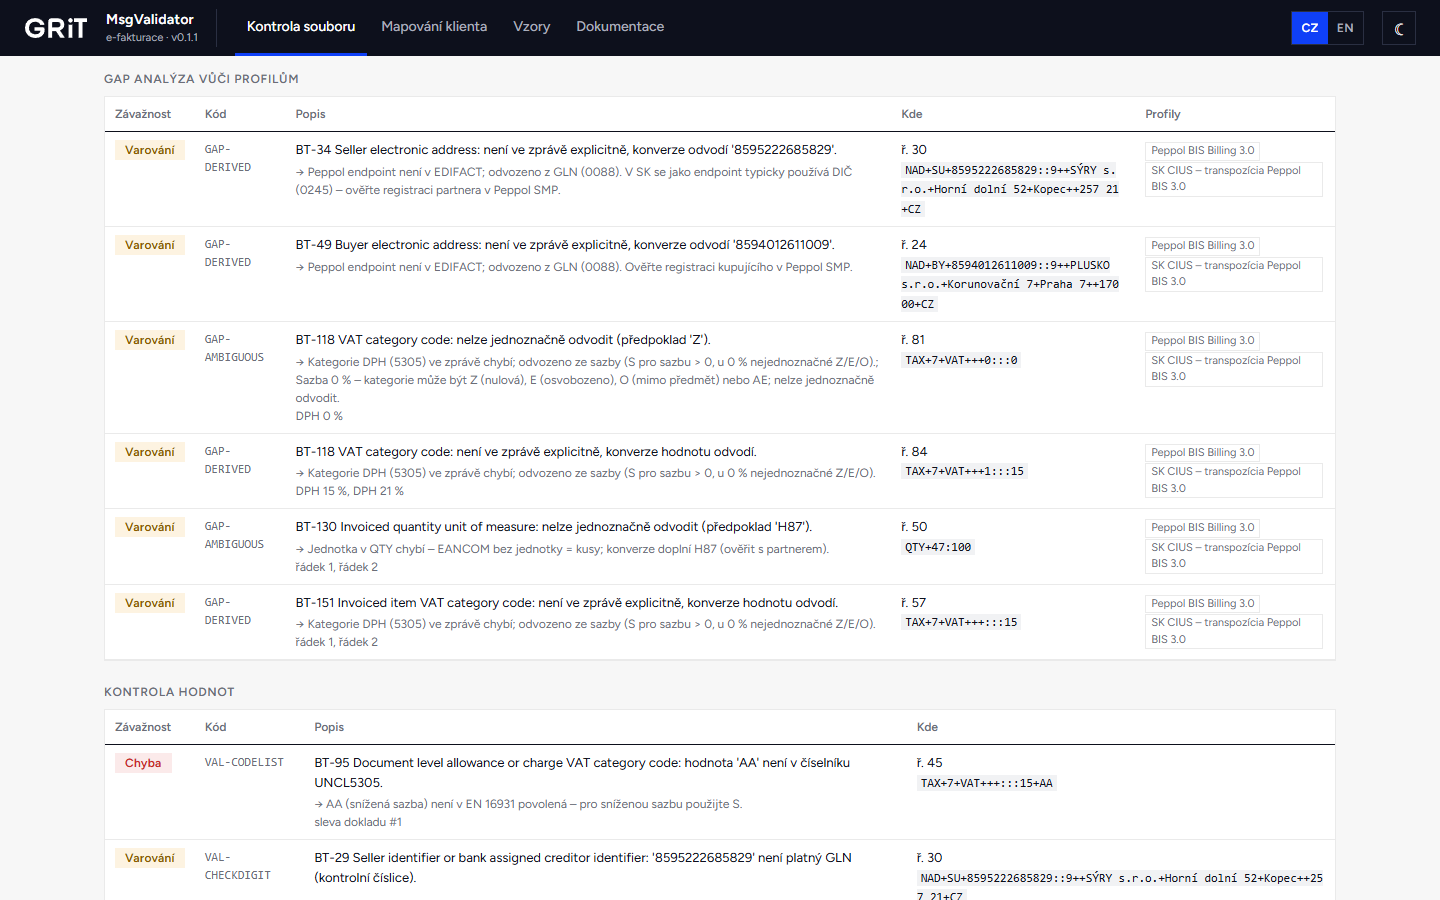 GRiT
MsgValidator
e-fakturace · v0.1.1
Kontrola souboru
Mapování klienta
Vzory
Dokumentace
CZ
EN
GAP ANALÝZA VŮČI PROFILŮM
Závažnost Kód Popis Kde Profily
Varování
GAP-
DERIVED
BT-34 Seller electronic address: není ve zprávě explicitně, konverze odvodí '8595222685829'.
→ Peppol endpoint není v EDIFACT; odvozeno z GLN (0088). V SK se jako endpoint typicky používá DIČ
(0245) – ověřte registraci partnera v Peppol SMP.
ř. 30
NAD+SU+8595222685829::9++SÝRY s.
r.o.+Horní dolní 52+Kopec++257 21
+CZ
Peppol BIS Billing 3.0
SK CIUS – transpozícia Peppol
BIS 3.0
Varování
GAP-
DERIVED
BT-49 Buyer electronic address: není ve zprávě explicitně, konverze odvodí '8594012611009'.
→ Peppol endpoint není v EDIFACT; odvozeno z GLN (0088). Ověřte registraci kupujícího v Peppol SMP.
ř. 24
NAD+BY+8594012611009::9++PLUSKO
s.r.o.+Korunovační 7+Praha 7++170
00+CZ
Peppol BIS Billing 3.0
SK CIUS – transpozícia Peppol
BIS 3.0
Varování
GAP-
AMBIGUOUS
BT-118 VAT category code: nelze jednoznačně odvodit (předpoklad 'Z').
→ Kategorie DPH (5305) ve zprávě chybí; odvozeno ze sazby (S pro sazbu > 0, u 0 % nejednoznačné Z/E/O).;
Sazba 0 % – kategorie může být Z (nulová), E (osvobozeno), O (mimo předmět) nebo AE; nelze jednoznačně
odvodit.
DPH 0 %
ř. 81
TAX+7+VAT+++0:::0
Peppol BIS Billing 3.0
SK CIUS – transpozícia Peppol
BIS 3.0
Varování
GAP-
DERIVED
BT-118 VAT category code: není ve zprávě explicitně, konverze hodnotu odvodí.
→ Kategorie DPH (5305) ve zprávě chybí; odvozeno ze sazby (S pro sazbu > 0, u 0 % nejednoznačné Z/E/O).
DPH 15 %, DPH 21 %
ř. 84
TAX+7+VAT+++1:::15
Peppol BIS Billing 3.0
SK CIUS – transpozícia Peppol
BIS 3.0
Varování
GAP-
AMBIGUOUS
BT-130 Invoiced quantity unit of measure: nelze jednoznačně odvodit (předpoklad 'H87').
→ Jednotka v QTY chybí – EANCOM bez jednotky = kusy; konverze doplní H87 (ověřit s partnerem).
řádek 1, řádek 2
ř. 50
QTY+47:100
Peppol BIS Billing 3.0
SK CIUS – transpozícia Peppol
BIS 3.0
Varování
GAP-
DERIVED
BT-151 Invoiced item VAT category code: není ve zprávě explicitně, konverze hodnotu odvodí.
→ Kategorie DPH (5305) ve zprávě chybí; odvozeno ze sazby (S pro sazbu > 0, u 0 % nejednoznačné Z/E/O).
řádek 1, řádek 2
ř. 57
TAX+7+VAT+++:::15
Peppol BIS Billing 3.0
SK CIUS – transpozícia Peppol
BIS 3.0
KONTROLA HODNOT
Závažnost Kód Popis Kde
Chyba
VAL-CODELIST
BT-95 Document level allowance or charge VAT category code: hodnota 'AA' není v číselníku
UNCL5305.
→ AA (snížená sazba) není v EN 16931 povolená – pro sníženou sazbu použijte S.
sleva dokladu #1
ř. 45
TAX+7+VAT+++:::15+AA
Varování
VAL-
CHECKDIGIT
BT-29 Seller identifier or bank assigned creditor identifier: '8595222685829' není platný GLN
(kontrolní číslice).
ř. 30
NAD+SU+8595222685829::9++SÝRY s.r.o.+Horní dolní 52+Kopec++25
7 21+CZ